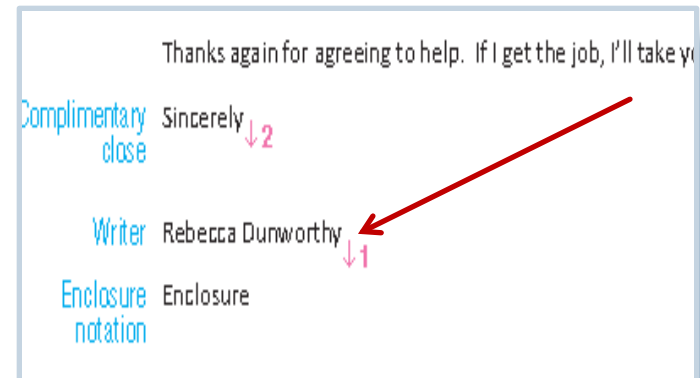 Thanks again for agreeing to help. If I get the job, I'll take
Complimentary close Sincerely ↓2
Writer Rebecca Dunworthy ↓1
Enclosure notation Enclosure